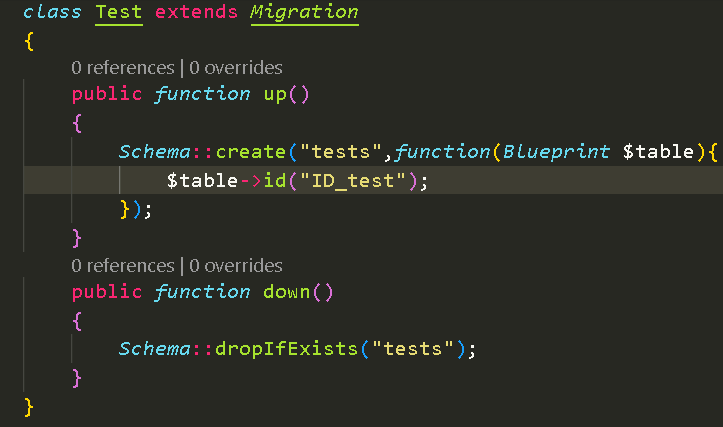 class Test extends Migration
{
0 references | 0 overrides
public function up()
{
Schema::create("tests",function(Blueprint $table){
$table->id("ID_test");
});
}
0 references | 0 overrides
public function down()
{
Schema::dropIfExists("tests");
}
}